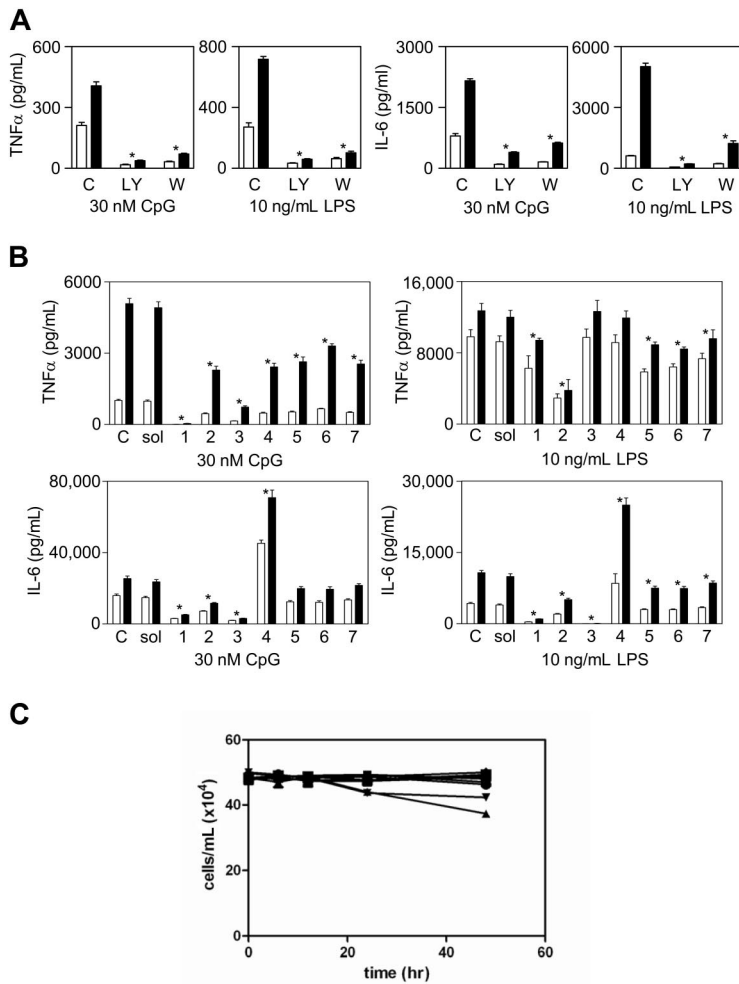 A
TNFα (pg/mL)
600
300
0
C LY W
* *
30 nM CpG
800
400
0
C LY W
* *
10 ng/mL LPS
IL-6 (pg/ml)
3000
1500
0
C LY W
* *
30 nM CpG
6000
3000
0
C LY W
* *
10 ng/mL LPS
B
TNFα (pg/mL)
6000
3000
0
* * * * * * *
C sol 1 2 3 4 5 6 7
30 nM CpG
TNFα (pg/mL)
16,000
8000
0
* * * * *
C sol 1 2 3 4 5 6 7
10 ng/mL LPS
IL-6 (pg/mL)
80,000
40,000
0
* * * *
C sol 1 2 3 4 5 6 7
30 nM CpG
IL-6 (pg/mL)
30,000
15,000
0
* * * * * * *
C sol 1 2 3 4 5 6 7
10 ng/mL LPS
C
cells/mL (x10⁴)
60
40
20
0
0 20 40 60
time (hr)